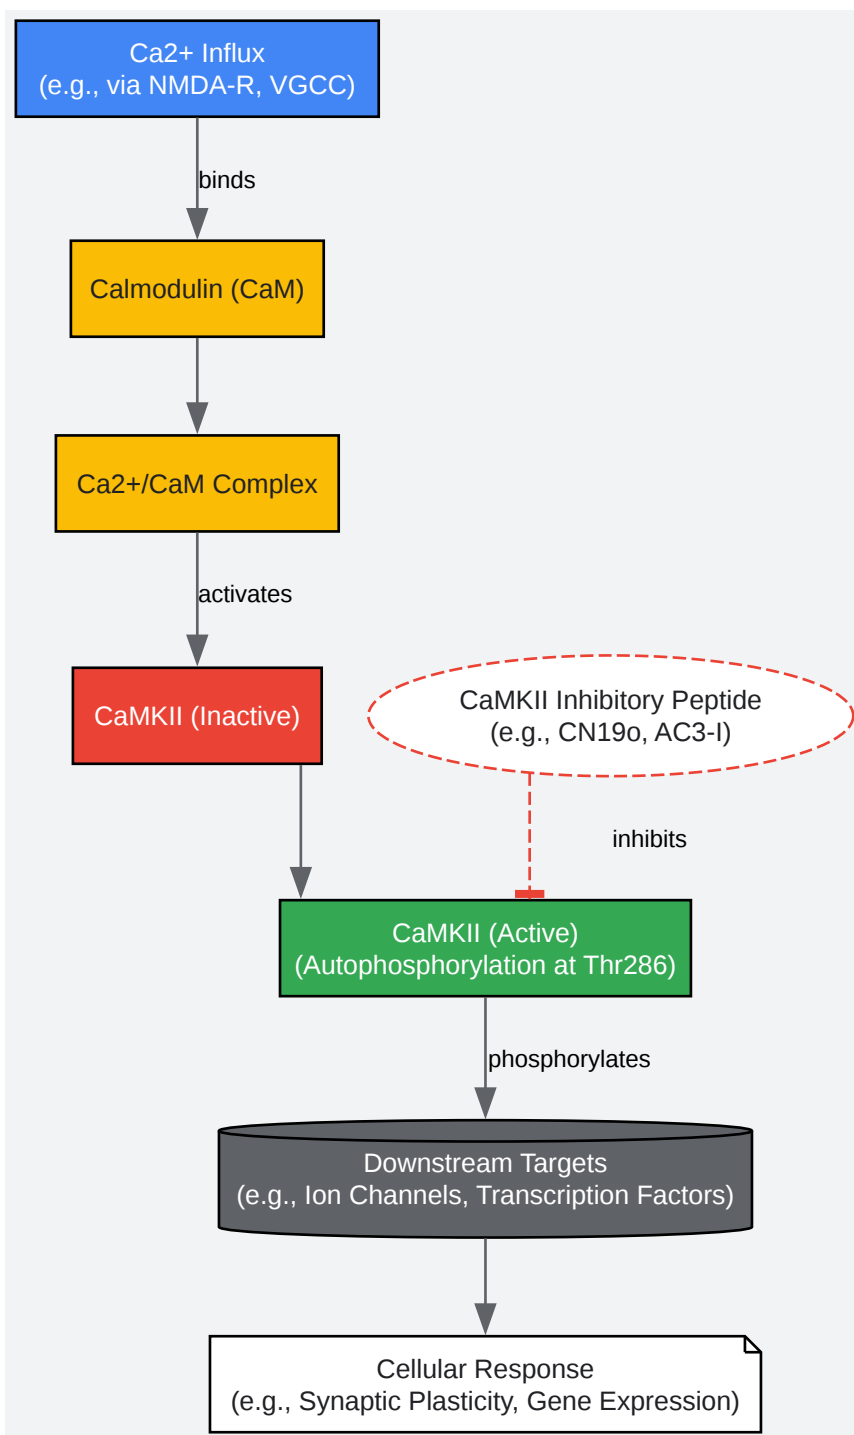 Ca2+ Influx
(e.g., via NMDA-R, VGCC)
binds
Calmodulin (CaM)
Ca2+/CaM Complex
activates
CaMKII (Inactive)
CaMKII Inhibitory Peptide
(e.g., CN19o, AC3-I)
inhibits
CaMKII (Active)
(Autophosphorylation at Thr286)
phosphorylates
Downstream Targets
(e.g., Ion Channels, Transcription Factors)
Cellular Response
(e.g., Synaptic Plasticity, Gene Expression)